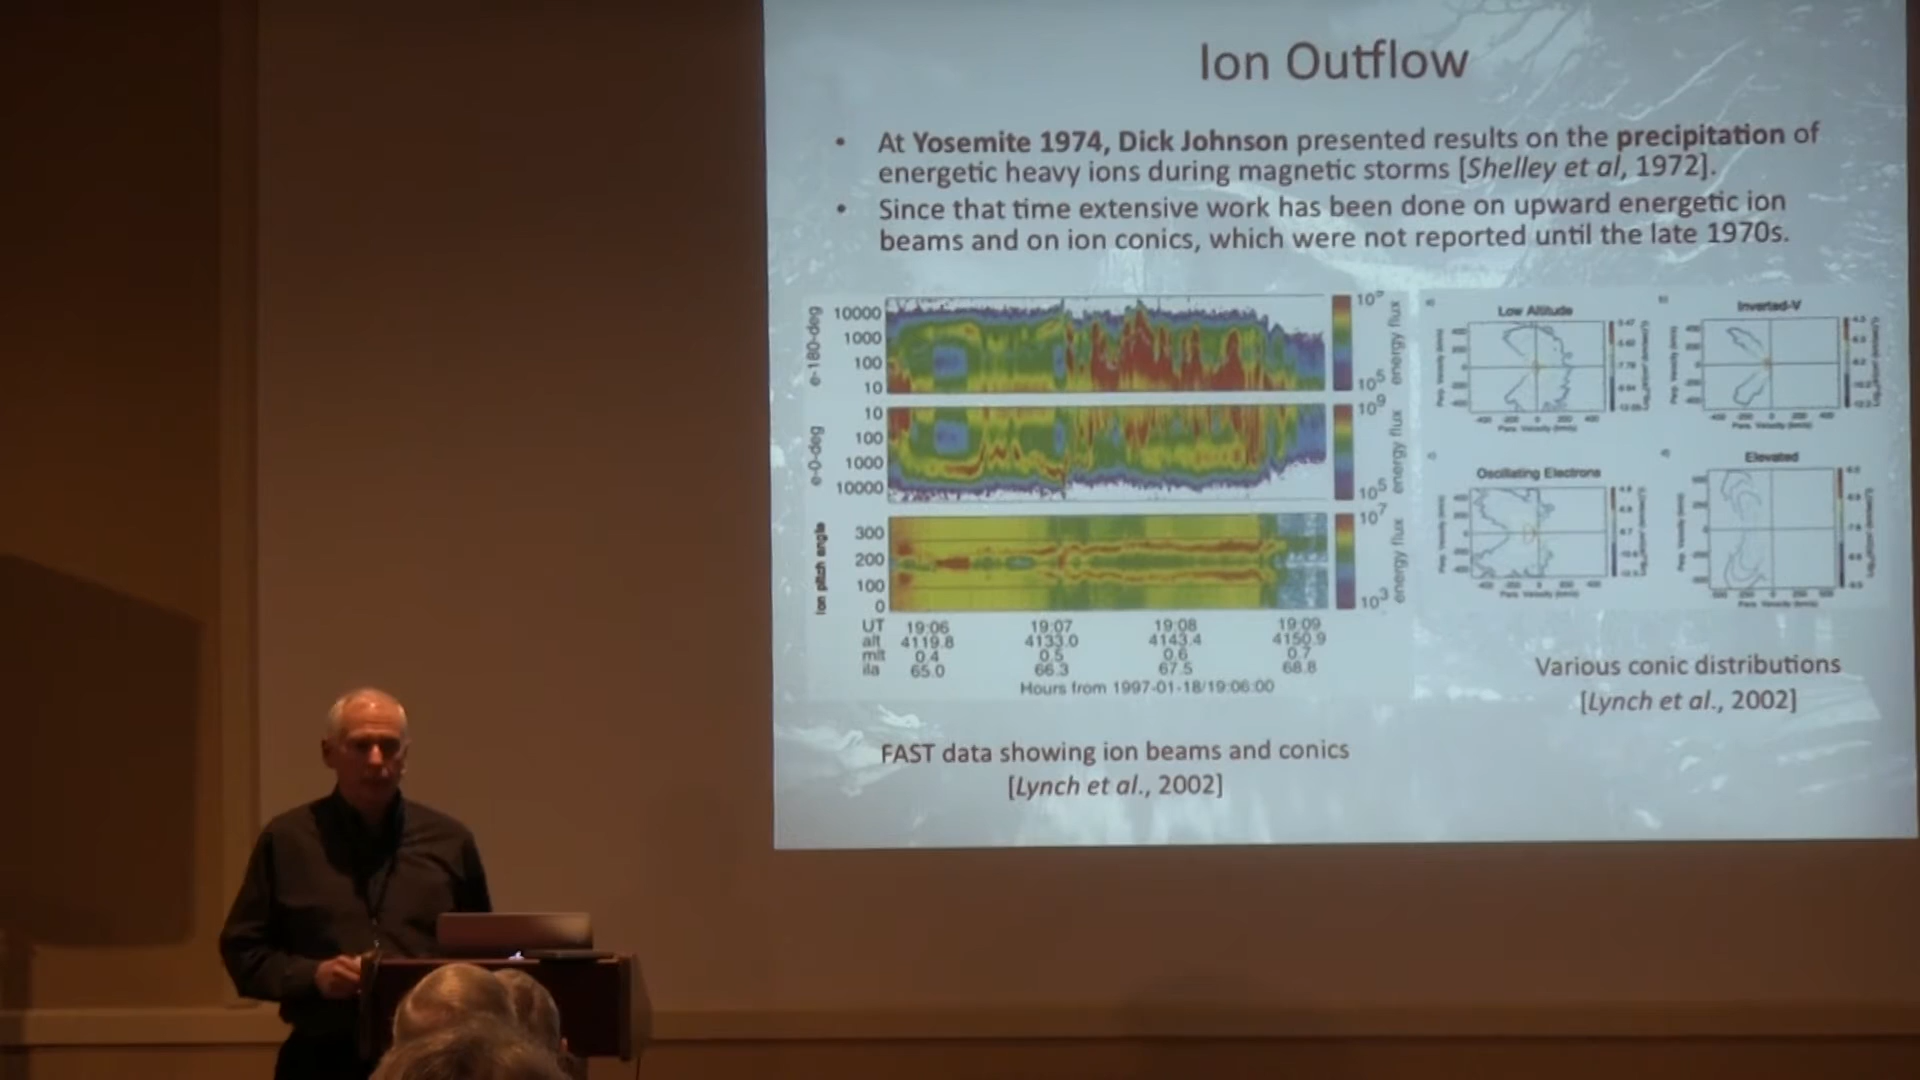 Ion Outflow
• At Yosemite 1974, Dick Johnson presented results on the precipitation of
energetic heavy ions during magnetic storms [Shelley et al, 1972].
• Since that time extensive work has been done on upward energetic ion
beams and on ion conics, which were not reported until the late 1970s.
e-180-deg
10000
1000
100
10
10⁵
energy flux
e-0-deg
10
100
1000
10000
10⁹
10⁵
energy flux
Ion pitch angle
300
200
100
0
10⁷
10³
energy flux
UT 19:06 19:07 19:08 19:09
alt 4119.8 4133.0 4143.4 4150.9
mlt 0.4 0.5 0.6 0.7
ila 65.0 66.3 67.5 68.8
Hours from 1997-01-18/19:06:00
FAST data showing ion beams and conics
[Lynch et al., 2002]
Low Altitude
Inverted-V
Oscillating Electrons
Elevated
Various conic distributions
[Lynch et al., 2002]